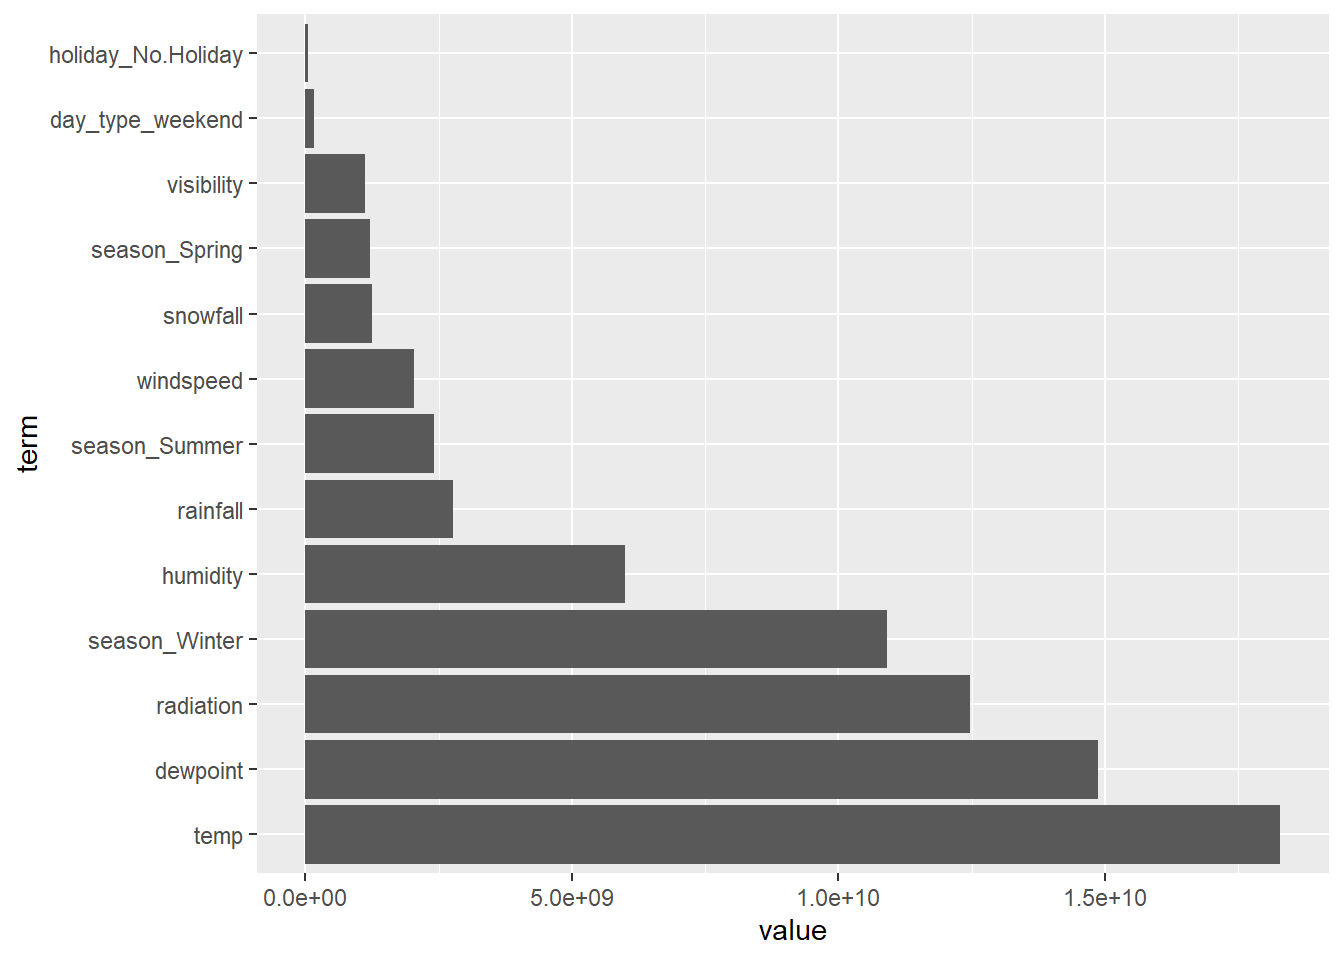 holiday_No.Holiday
day_type_weekend
visibility
season_Spring
snowfall
windspeed
season_Summer
rainfall
humidity
season_Winter
radiation
dewpoint
temp
term
0.0e+00 5.0e+09 1.0e+10 1.5e+10
value